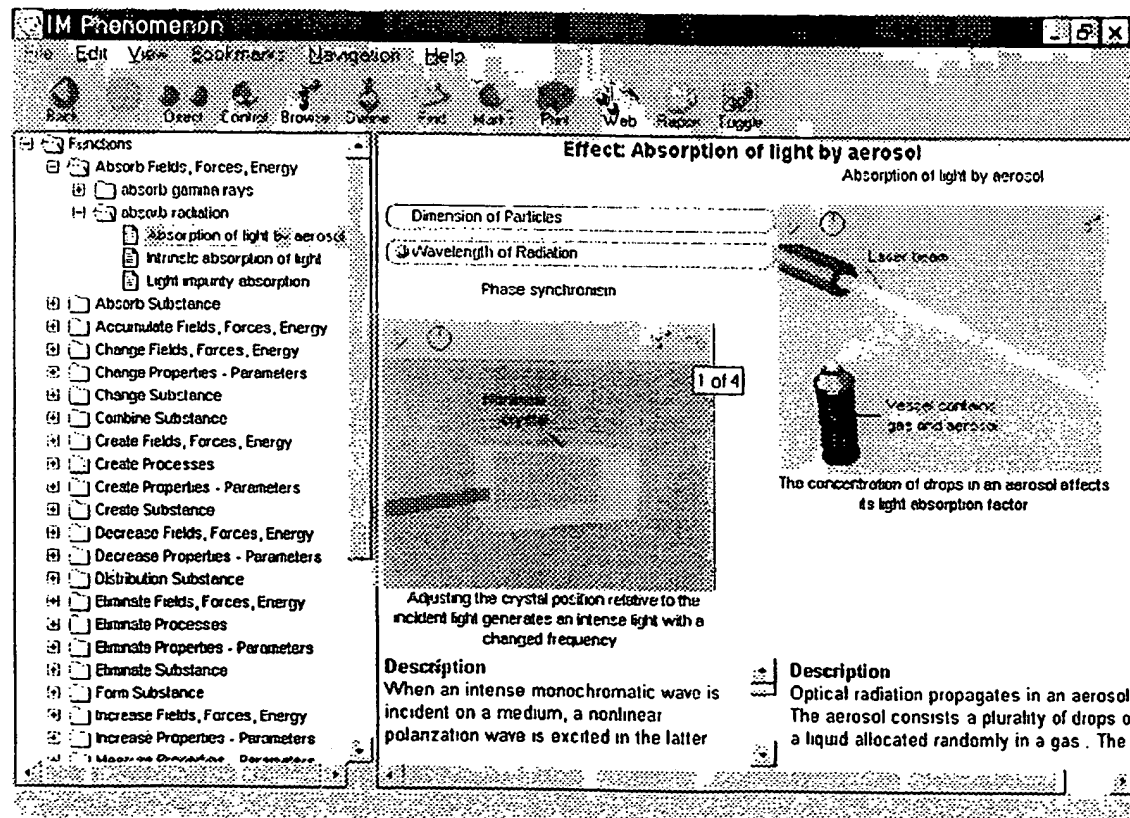 IM Phenomenon
File Edit View Bookmarks Navigation Help
Back Object Control Browse Define Find Mark Print Web Report Toggle
Functions
Absorb Fields, Forces, Energy
absorb gamma rays
absorb radiation
Absorption of light by aerosol
Intrinsic absorption of light
Light impurity absorption
Absorb Substance
Accumulate Fields, Forces, Energy
Change Fields, Forces, Energy
Change Properties - Parameters
Change Substance
Combine Substance
Create Fields, Forces, Energy
Create Processes
Create Properties - Parameters
Create Substance
Decrease Fields, Forces, Energy
Decrease Properties - Parameters
Distribution Substance
Eliminate Fields, Forces, Energy
Eliminate Processes
Eliminate Properties - Parameters
Eliminate Substance
Form Substance
Increase Fields, Forces, Energy
Increase Properties - Parameters
Measure Properties - Parameters
Effect: Absorption of light by aerosol
Dimension of Particles
Wavelength of Radiation
Phase synchronism
Nonlinear
crystal
1 of 4
Adjusting the crystal position relative to the
incident light generates an intense light with a
changed frequency
Description
When an intense monochromatic wave is
incident on a medium, a nonlinear
polarization wave is excited in the latter
Absorption of light by aerosol
Laser beam
Vessel contains
gas and aerosol
The concentration of drops in an aerosol effects
its light absorption factor
Description
Optical radiation propagates in an aerosol
The aerosol consists a plurality of drops o
a liquid allocated randomly in a gas . The